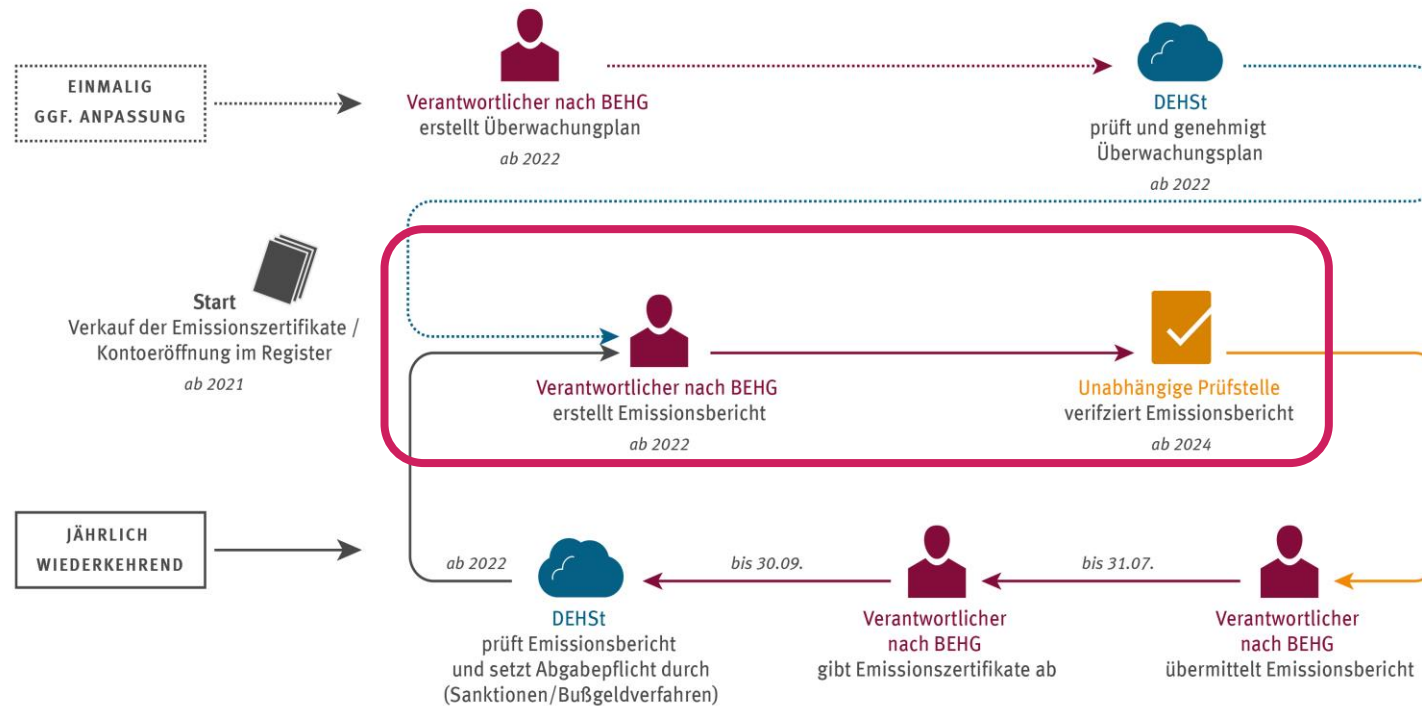 EINMALIG
GGF. ANPASSUNG
Verantwortlicher nach BEHG
erstellt Überwachungplan
ab 2022
DEHSt
prüft und genehmigt
Überwachungsplan
ab 2022
Start
Verkauf der Emissionszertifikate /
Kontoeröffnung im Register
ab 2021
Verantwortlicher nach BEHG
erstellt Emissionsbericht
ab 2022
Unabhängige Prüfstelle
verifziert Emissionsbericht
ab 2024
JÄHRLICH
WIEDERKEHREND
ab 2022
DEHSt
prüft Emissionsbericht
und setzt Abgabepflicht durch
(Sanktionen/Bußgeldverfahren)
bis 30.09.
Verantwortlicher
nach BEHG
gibt Emissionszertifikate ab
bis 31.07.
Verantwortlicher
nach BEHG
übermittelt Emissionsbericht